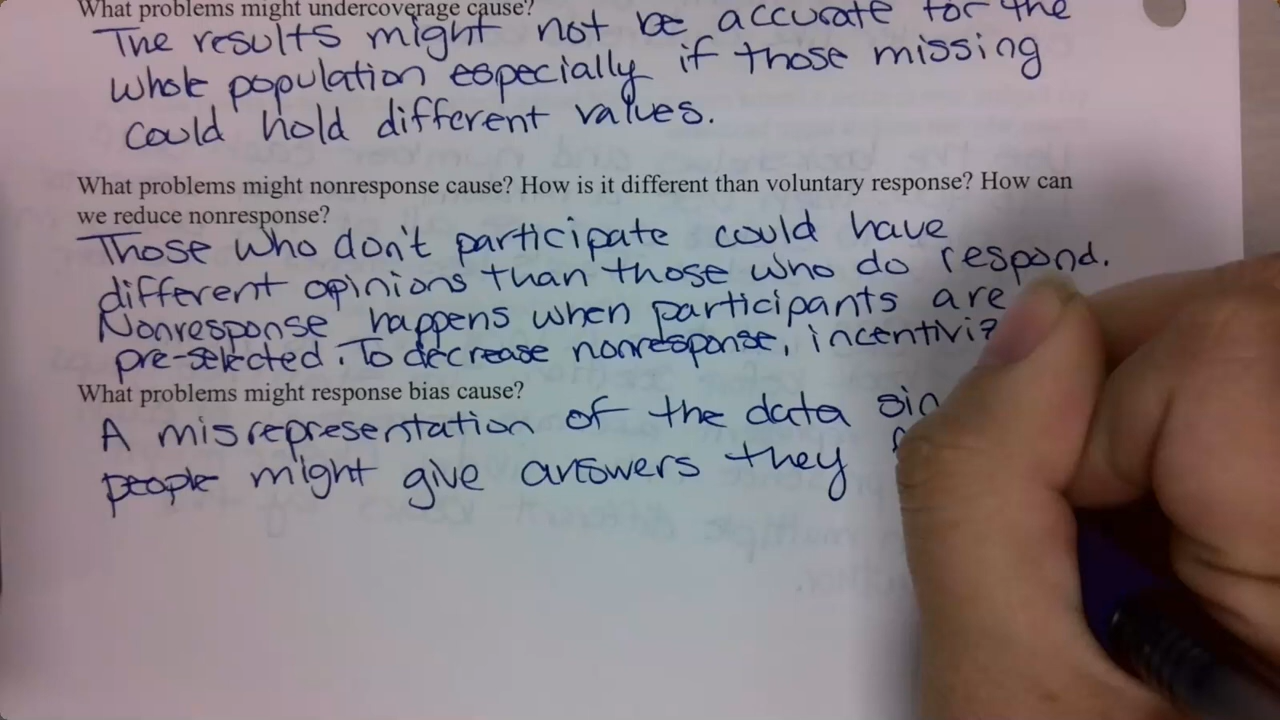 What problems might undercoverage cause?
The results might not be accurate for the
whole population especially if those missing
could hold different values.
What problems might nonresponse cause? How is it different than voluntary response? How can
we reduce nonresponse?
Those who don't participate could have
different opinions than those who do respond.
Nonresponse happens when participants are
pre-selected. To decrease nonresponse, incentiviz
What problems might response bias cause?
A misrepresentation of the data sin
people might give answers they